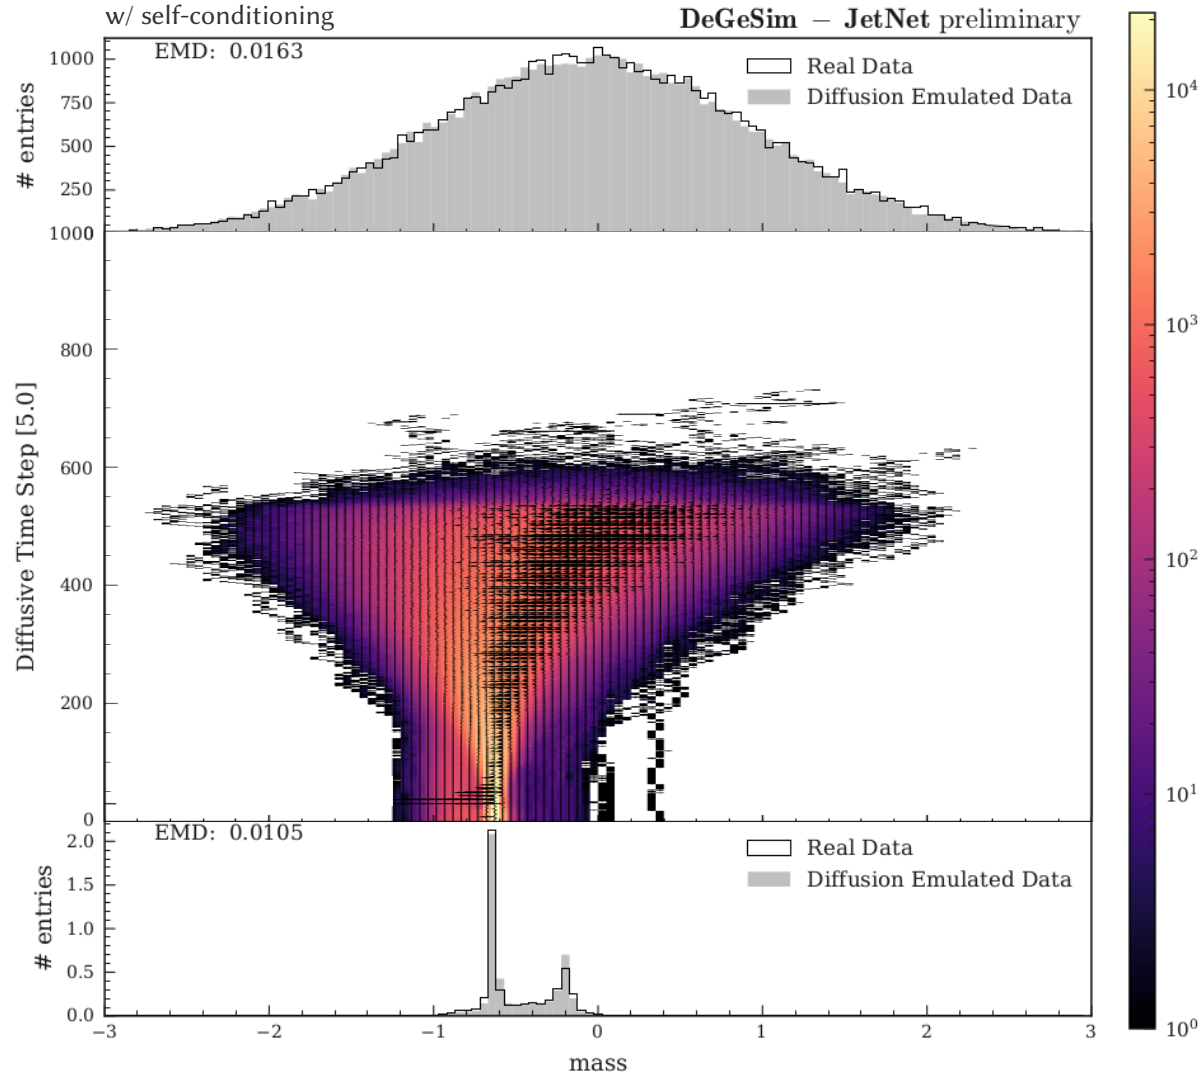 w/ self-conditioning
DeGeSim − JetNet preliminary
EMD: 0.0163
Real Data
Diffusion Emulated Data
# entries
1000
750
500
250
0
1000
800
600
400
200
0
Diffusive Time Step [5.0]
10⁴
10³
10²
10¹
10⁰
EMD: 0.0105
Real Data
Diffusion Emulated Data
# entries
2.0
1.5
1.0
0.5
0.0
−3 −2 −1 0 1 2 3
mass